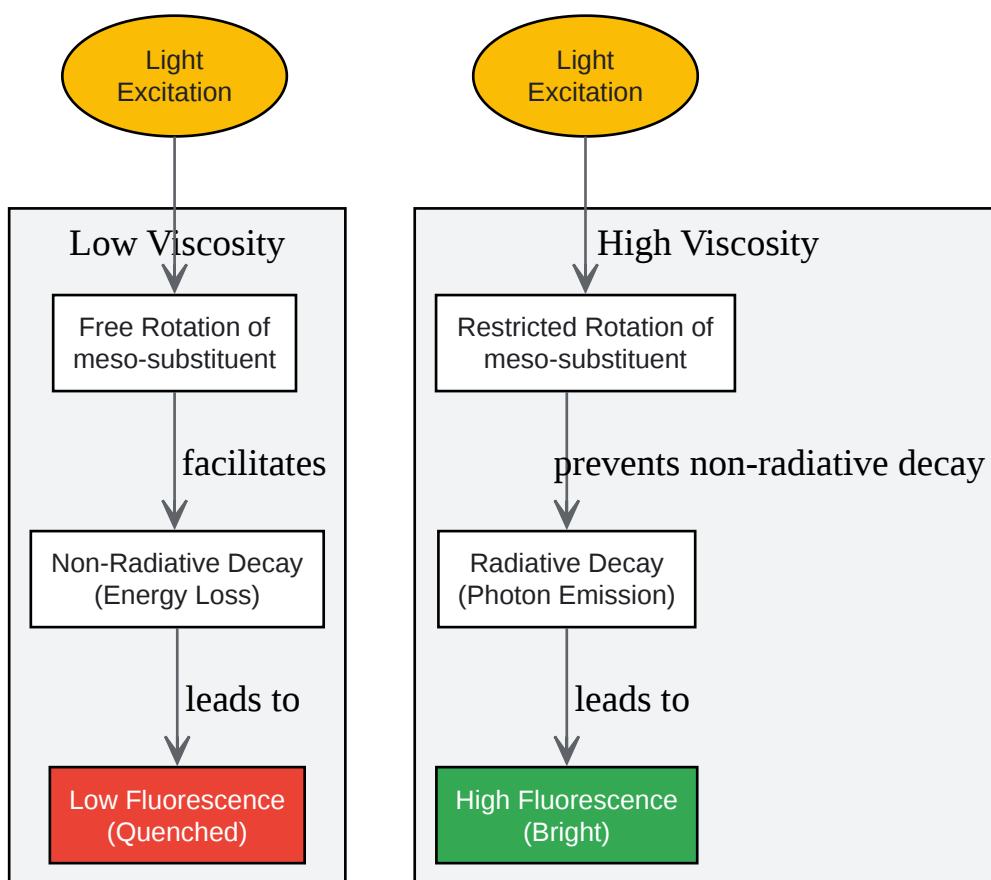 Light
Excitation
Low Viscosity
Free Rotation of
meso-substituent
facilitates
Non-Radiative Decay
(Energy Loss)
leads to
Low Fluorescence
(Quenched)
Light
Excitation
High Viscosity
Restricted Rotation of
meso-substituent
prevents non-radiative decay
Radiative Decay
(Photon Emission)
leads to
High Fluorescence
(Bright)